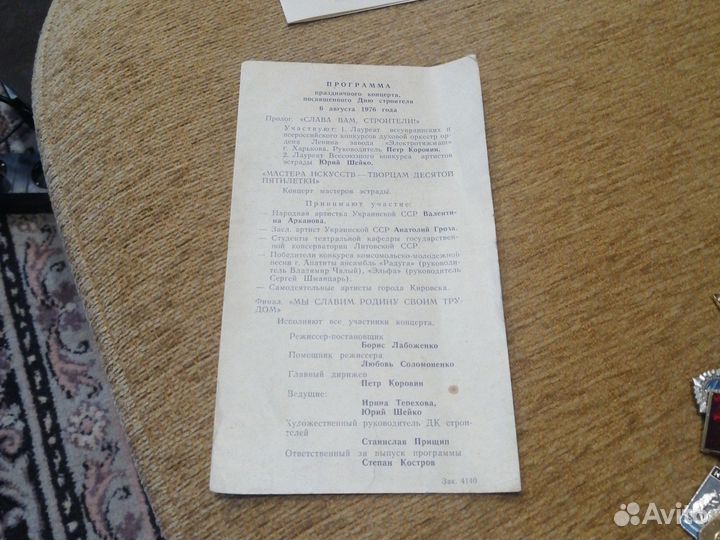 ПРОГРАММА
праздничного концерта,
посвященного Дню строителя
6 августа 1976 года
Пролог. «СЛАВА ВАМ, СТРОИТЕЛИ!»
Участвуют: 1. Лауреат всеукраинских и
всероссийского конкурсов духовой оркестр ор-
дена Ленина завода «Электротяжмаш»
г. Харькова. Руководитель Петр Коровин.
2. Лауреат Всесоюзного конкурса артистов
эстрады Юрий Шейко.
«МАСТЕРА ИСКУССТВ — ТВОРЦАМ ДЕСЯТОЙ
ПЯТИЛЕТКИ»
Концерт мастеров эстрады.
Принимают участие:
— Народная артистка Украинской ССР Валенти-
на Арканова.
— Засл. артист Украинской ССР Анатолий Гроза.
— Студенты театральной кафедры государствен-
ной консерватории Литовской ССР.
— Победители конкурса комсомольско-молодежной
песни г. Апатиты ансамбль «Радуга» (руководи-
тель Владимир Чалый), «Эльфа» (руководитель
Сергей Шманцарь).
— Самодеятельные артисты города Кировска.
Финал. «МЫ СЛАВИМ РОДИНУ СВОИМ ТРУ-
ДОМ»
Исполняют все участники концерта.
Режиссер-постановщик
Борис Лабоженко
Помощник режиссера
Любовь Соломоненко
Главный дирижер
Петр Коровин
Ведущие:
Ирина Терехова,
Юрий Шейко
Художественный руководитель ДК строи-
телей
Станислав Прищип
Ответственный за выпуск программы
Степан Костров
Зак. 4140
Avito